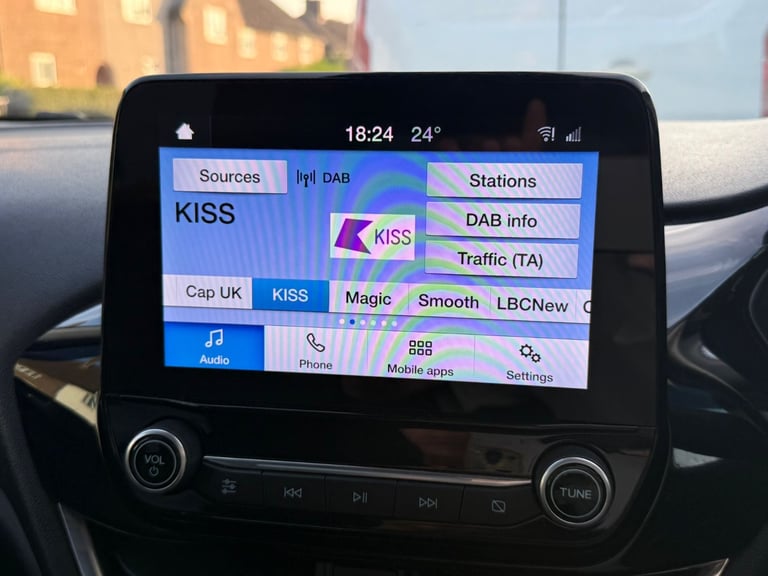 18:24 24°
Sources DAB Stations
KISS
KISS
DAB info
Traffic (TA)
Cap UK KISS Magic Smooth LBCNew
Audio Phone Mobile apps Settings
VOL
TUNE